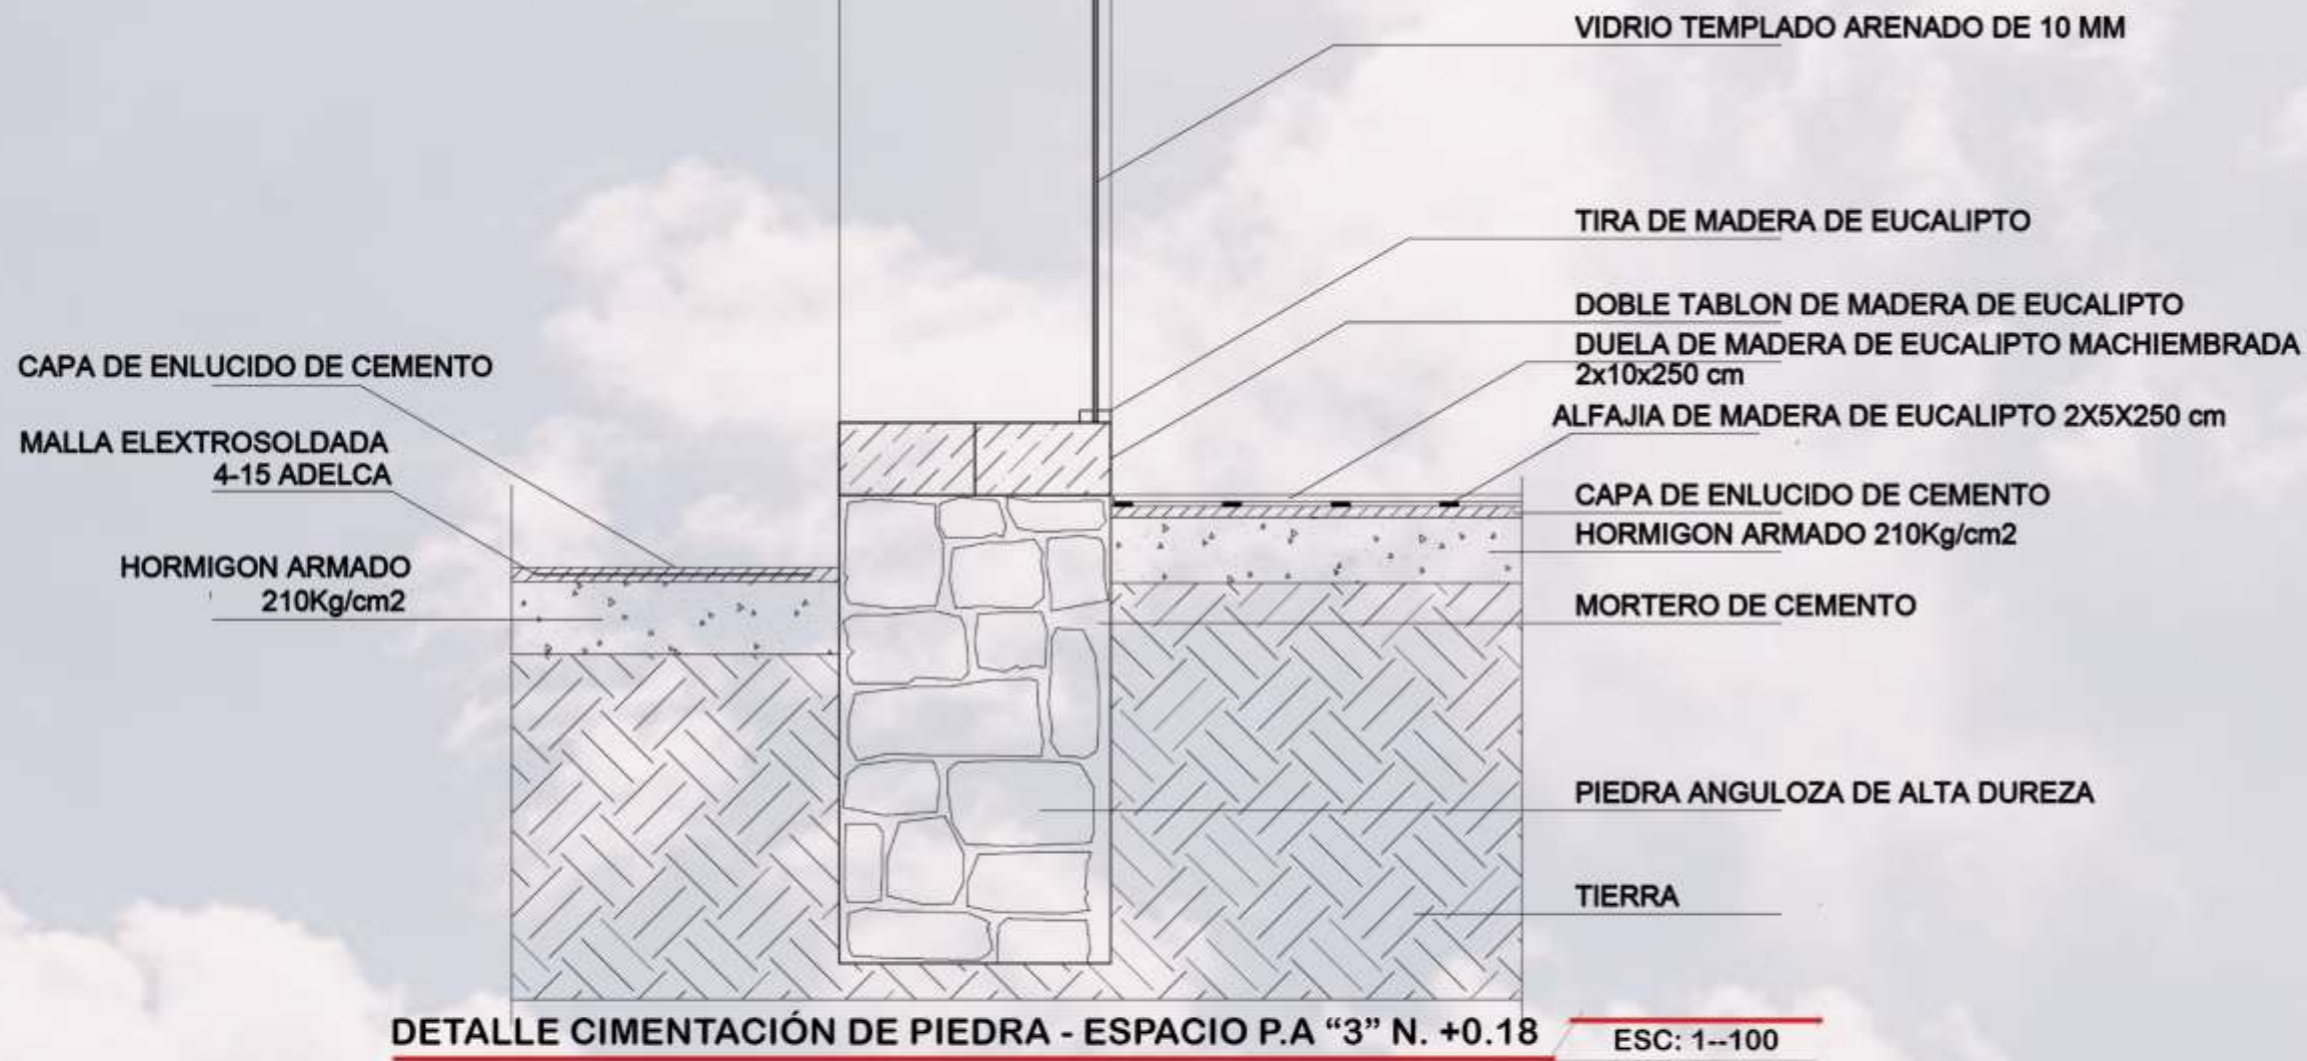 VIDRIO TEMPLADO ARENADO DE 10 MM
TIRA DE MADERA DE EUCALIPTO
DOBLE TABLON DE MADERA DE EUCALIPTO
DUELA DE MADERA DE EUCALIPTO MACHIEMBRADA
2x10x250 cm
ALFAJIA DE MADERA DE EUCALIPTO 2X5X250 cm
CAPA DE ENLUCIDO DE CEMENTO
HORMIGON ARMADO 210Kg/cm2
MORTERO DE CEMENTO
PIEDRA ANGULOZA DE ALTA DUREZA
TIERRA
CAPA DE ENLUCIDO DE CEMENTO
MALLA ELEXTROSOLDADA
4-15 ADELCA
HORMIGON ARMADO
210Kg/cm2
DETALLE CIMENTACIÓN DE PIEDRA - ESPACIO P.A “3” N. +0.18
ESC: 1--100